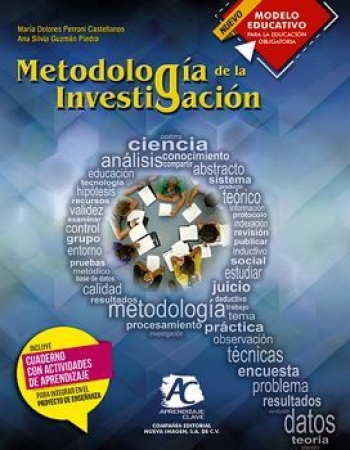 María Dolores Perroni Castellanos
Ana Silvia Guzmán Piedra
NUEVO
MODELO
EDUCATIVO
PARA LA EDUCACIÓN
OBLIGATORIA
Metodología de la
Investigación
ciencia
análisis
conocimiento
compartir
educación
abstracto
tecnología
sistema
hipótesis
recursos
teórico
validez
información
examinar
protocolo
control
indexación
grupo
revisión
entorno
publicar
pruebas
inductivo
metódico
social
base de
estudiar
calidad
juicio
resultados
deductivo
metodología
trabajo
tema
procesamiento
práctica
investigación
observación
técnicas
encuesta
problema
resultados
datos
teoría
INCLUYE
CUADERNO
CON ACTIVIDADES
DE APRENDIZAJE
PARA INTEGRAR EN EL
PROYECTO DE ENSEÑANZA
AC
APRENDIZAJE
CLAVE
COMPAÑÍA EDITORIAL
NUEVA IMAGEN, S.A. DE C.V.